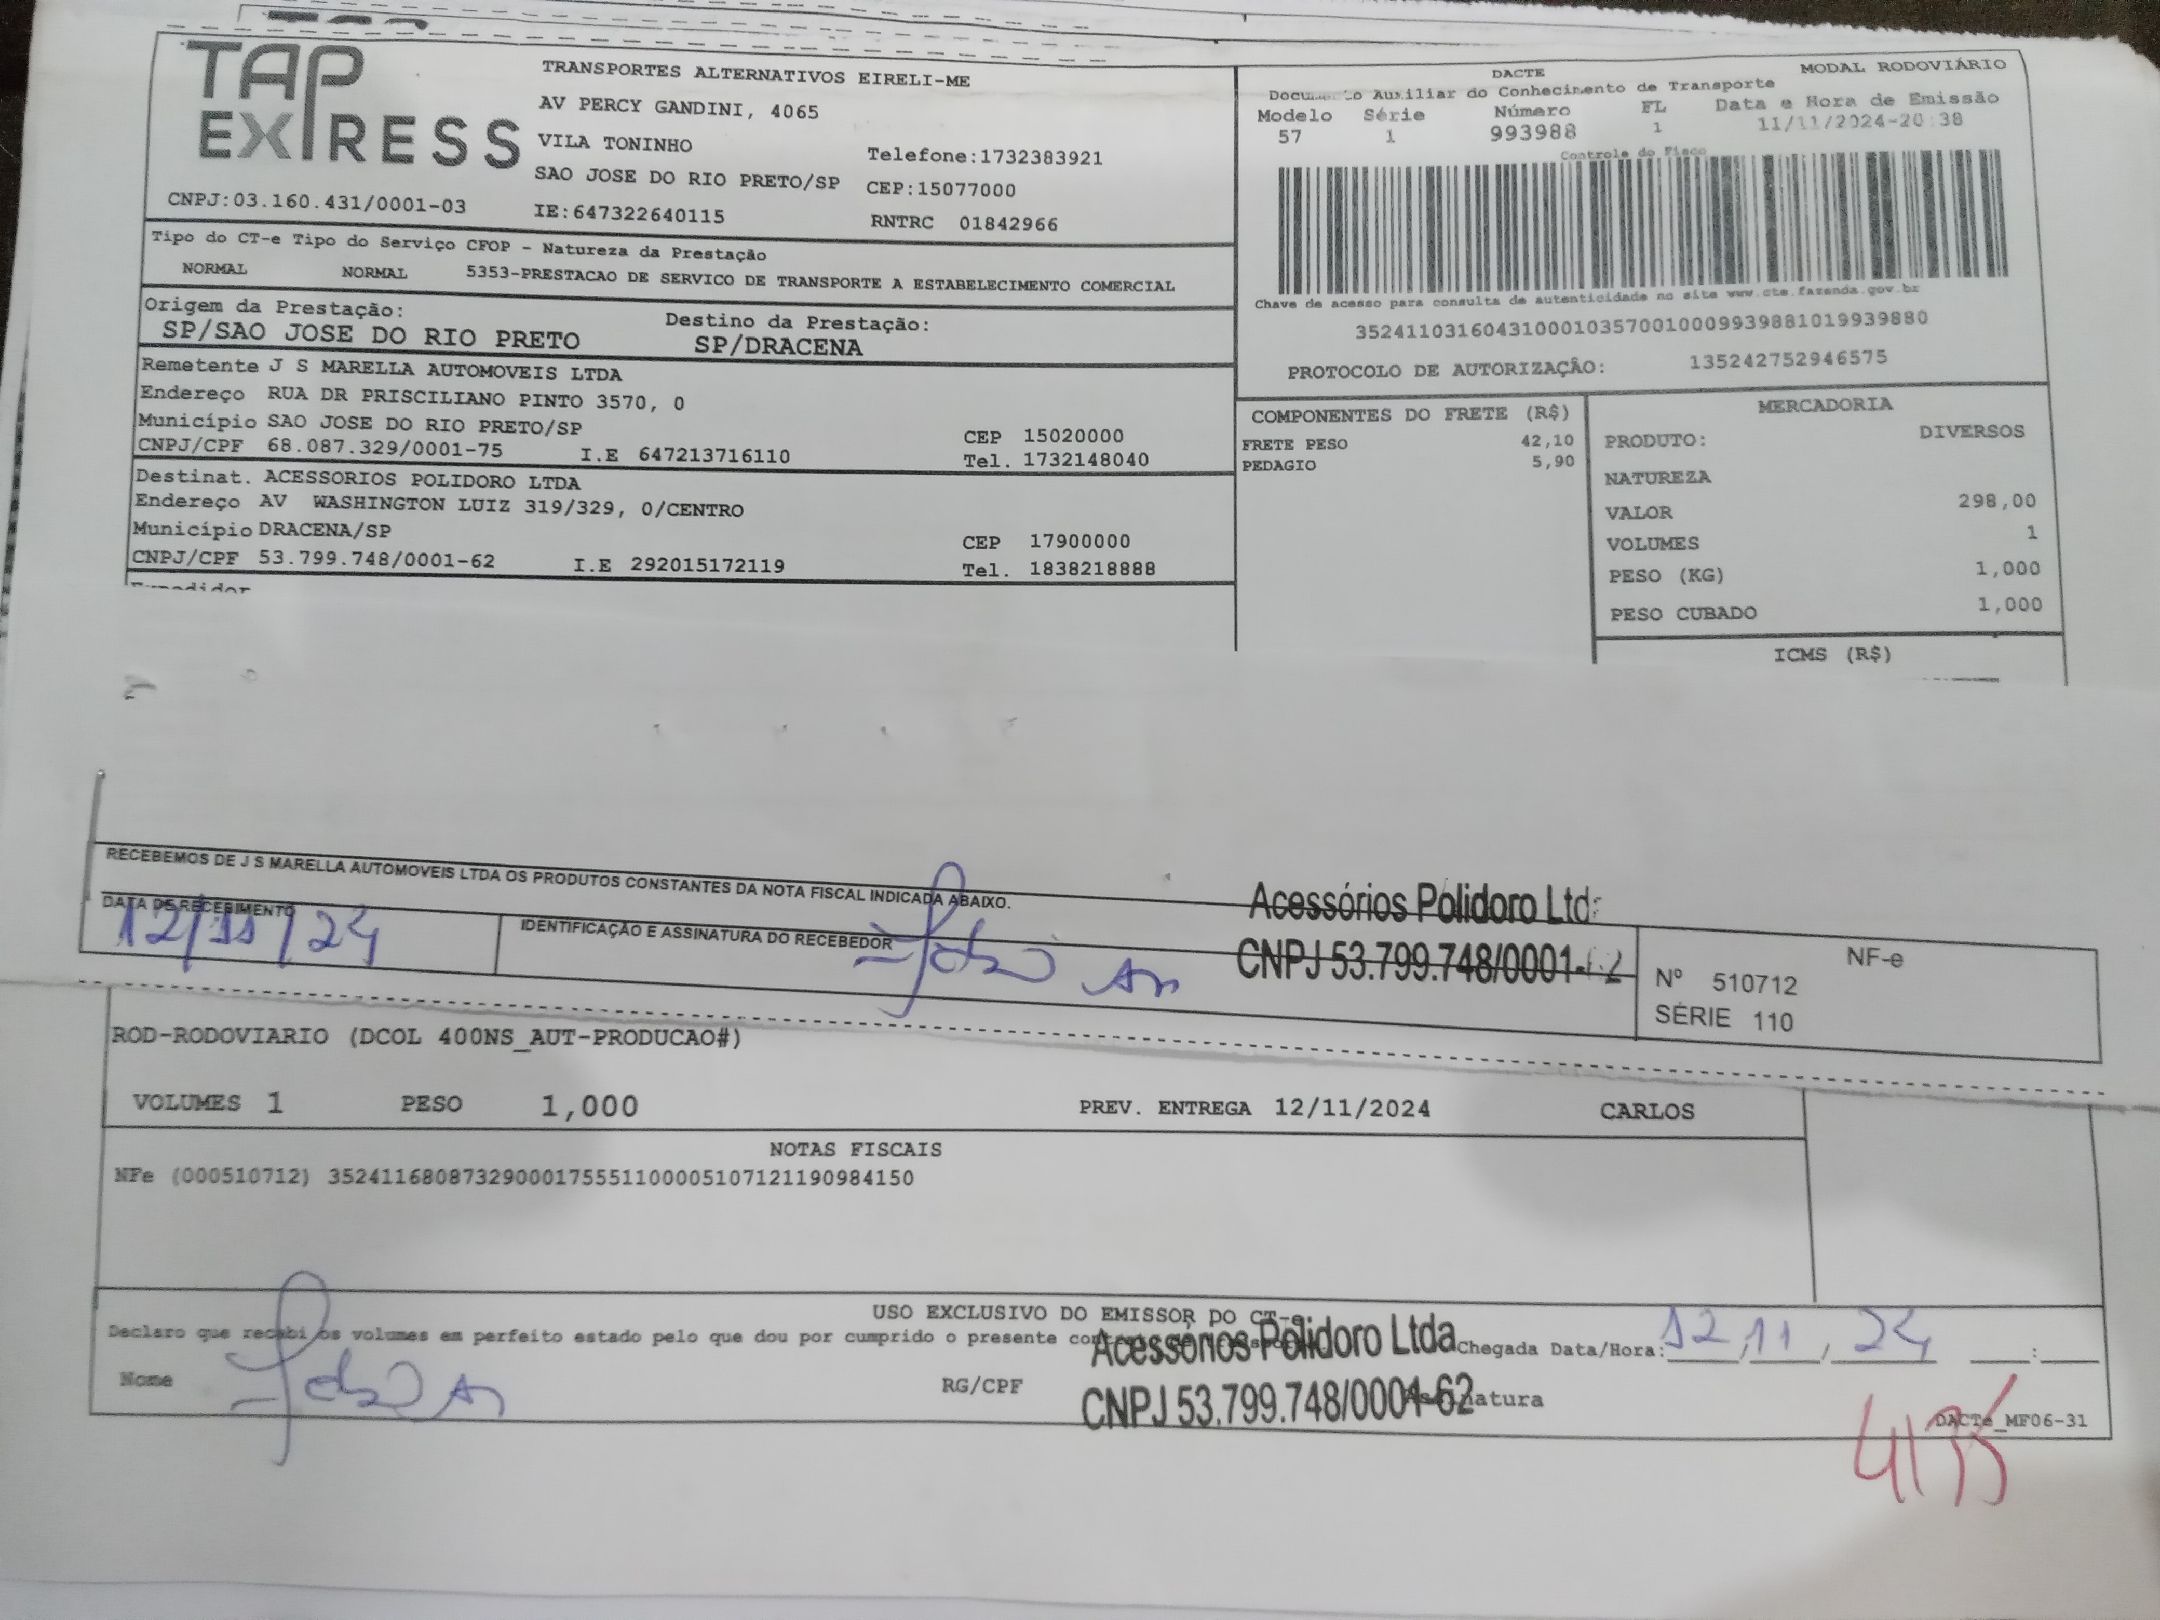 TAP
EXPRESS
TRANSPORTES ALTERNATIVOS EIRELI-ME
AV PERCY GANDINI, 4065
VILA TONINHO
Telefone:1732383921
SAO JOSE DO RIO PRETO/SP CEP:15077000
CNPJ:03.160.431/0001-03 IE:647322640115 RNTRC 01842966
DACTE MODAL RODOVIÁRIO
Auxiliar do Conhecimento de Transporte
Modelo Série Número FL Data e Hora de Emissão
57 1 993988 1 11/11/2024-20:38
Controle do Fisco
Chave de acesso para consulta de autenticidade no site www.cte.fazenda.gov.br
35241103160431000103570010009939881019939880
PROTOCOLO DE AUTORIZAÇÂO: 135242752946575
Tipo do CT-e Tipo do Serviço CFOP - Natureza da Prestação
NORMAL NORMAL 5353-PRESTACAO DE SERVICO DE TRANSPORTE A ESTABELECIMENTO COMERCIAL
Origem da Prestação: Destino da Prestação:
SP/SAO JOSE DO RIO PRETO SP/DRACENA
Remetente J S MARELLA AUTOMOVEIS LTDA
Endereço RUA DR PRISCILIANO PINTO 3570, 0
Município SAO JOSE DO RIO PRETO/SP CEP 15020000
CNPJ/CPF 68.087.329/0001-75 I.E 647213716110 Tel. 1732148040
Destinat. ACESSORIOS POLIDORO LTDA
Endereço AV WASHINGTON LUIZ 319/329, 0/CENTRO
Município DRACENA/SP CEP 17900000
CNPJ/CPF 53.799.748/0001-62 I.E 292015172119 Tel. 1838218888
COMPONENTES DO FRETE (R$)
FRETE PESO 42,10
PEDAGIO 5,90
MERCADORIA
PRODUTO: DIVERSOS
NATUREZA
VALOR 298,00
VOLUMES 1
PESO (KG) 1,000
PESO CUBADO 1,000
ICMS (R$)
RECEBEMOS DE J S MARELLA AUTOMOVEIS LTDA OS PRODUTOS CONSTANTES DA NOTA FISCAL INDICADA ABAIXO.
DATA DE RECEBIMENTO
12/11/24
IDENTIFICAÇÃO E ASSINATURA DO RECEBEDOR
Acessórios Polidoro Ltd
CNPJ 53.799.748/0001-62
NF-e
Nº 510712
SÉRIE 110
ROD-RODOVIARIO (DCOL 400NS_AUT-PRODUCAO#)
VOLUMES 1 PESO 1,000 PREV. ENTREGA 12/11/2024 CARLOS
NOTAS FISCAIS
NFe (000510712) 35241168087329000175551100005107121190984150
USO EXCLUSIVO DO EMISSOR DO CT-e
Declaro que recebi os volumes em perfeito estado pelo que dou por cumprido o presente
Acessórios Polidoro Ltda
Chegada Data/Hora: 12, 11, 24 :
Nome RG/CPF
CNPJ 53.799.748/0001-62
Assinatura
DACTe_MF06-31